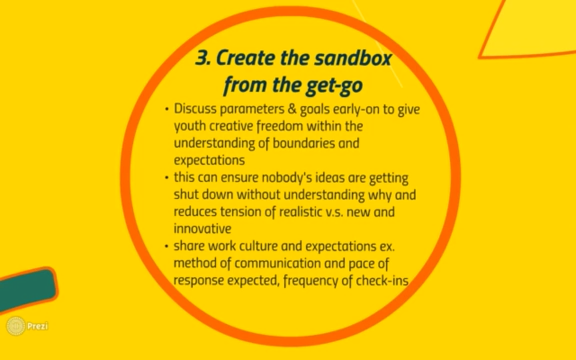 3. Create the sandbox
from the get-go
• Discuss parameters & goals early-on to give
youth creative freedom within the
understanding of boundaries and
expectations
• this can ensure nobody's ideas are getting
shut down without understanding why and
reduces tension of realistic v.s. new and
innovative
• share work culture and expectations ex.
method of communication and pace of
response expected, frequency of check-ins
Prezi